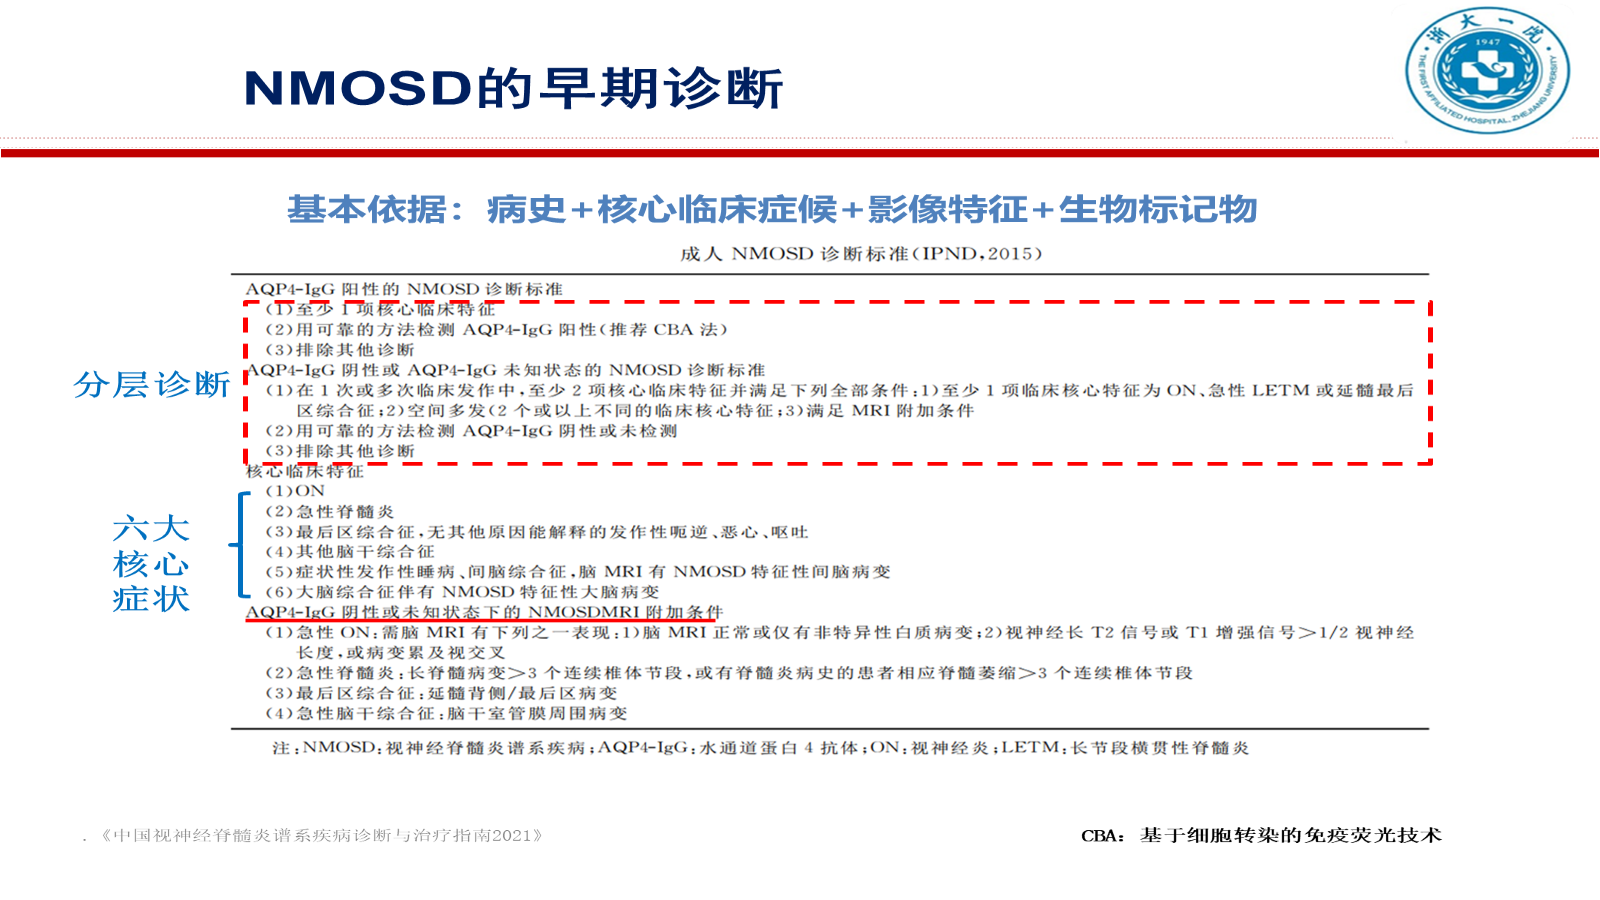 NMOSD的早期诊断
浙大一院
1947
THE FIRST AFFILIATED HOSPITAL, ZHEJIANG UNIVERSITY
基本依据：病史+核心临床症候+影像特征+生物标记物
成人 NMOSD 诊断标准(IPND,2015)
AQP4-IgG 阳性的 NMOSD 诊断标准
(1)至少 1 项核心临床特征
(2)用可靠的方法检测 AQP4-IgG 阳性(推荐 CBA 法)
(3)排除其他诊断
AQP4-IgG 阴性或 AQP4-IgG 未知状态的 NMOSD 诊断标准
分层诊断
(1)在 1 次或多次临床发作中,至少 2 项核心临床特征并满足下列全部条件:1)至少 1 项临床核心特征为 ON、急性 LETM 或延髓最后
区综合征;2)空间多发(2 个或以上不同的临床核心特征;3)满足 MRI 附加条件
(2)用可靠的方法检测 AQP4-IgG 阴性或未检测
(3)排除其他诊断
核心临床特征
(1)ON
(2)急性脊髓炎
(3)最后区综合征,无其他原因能解释的发作性呃逆、恶心、呕吐
(4)其他脑干综合征
(5)症状性发作性睡病、间脑综合征,脑 MRI 有 NMOSD 特征性间脑病变
(6)大脑综合征伴有 NMOSD 特征性大脑病变
六大
核心
症状
AQP4-IgG 阴性或未知状态下的 NMOSDMRI 附加条件
(1)急性 ON:需脑 MRI 有下列之一表现:1)脑 MRI 正常或仅有非特异性白质病变;2)视神经长 T2 信号或 T1 增强信号>1/2 视神经
长度,或病变累及视交叉
(2)急性脊髓炎:长脊髓病变>3 个连续椎体节段,或有脊髓炎病史的患者相应脊髓萎缩>3 个连续椎体节段
(3)最后区综合征:延髓背侧/最后区病变
(4)急性脑干综合征:脑干室管膜周围病变
注:NMOSD:视神经脊髓炎谱系疾病;AQP4-IgG:水通道蛋白 4 抗体;ON:视神经炎;LETM:长节段横贯性脊髓炎
.《中国视神经脊髓炎谱系疾病诊断与治疗指南2021》
CBA：基于细胞转染的免疫荧光技术